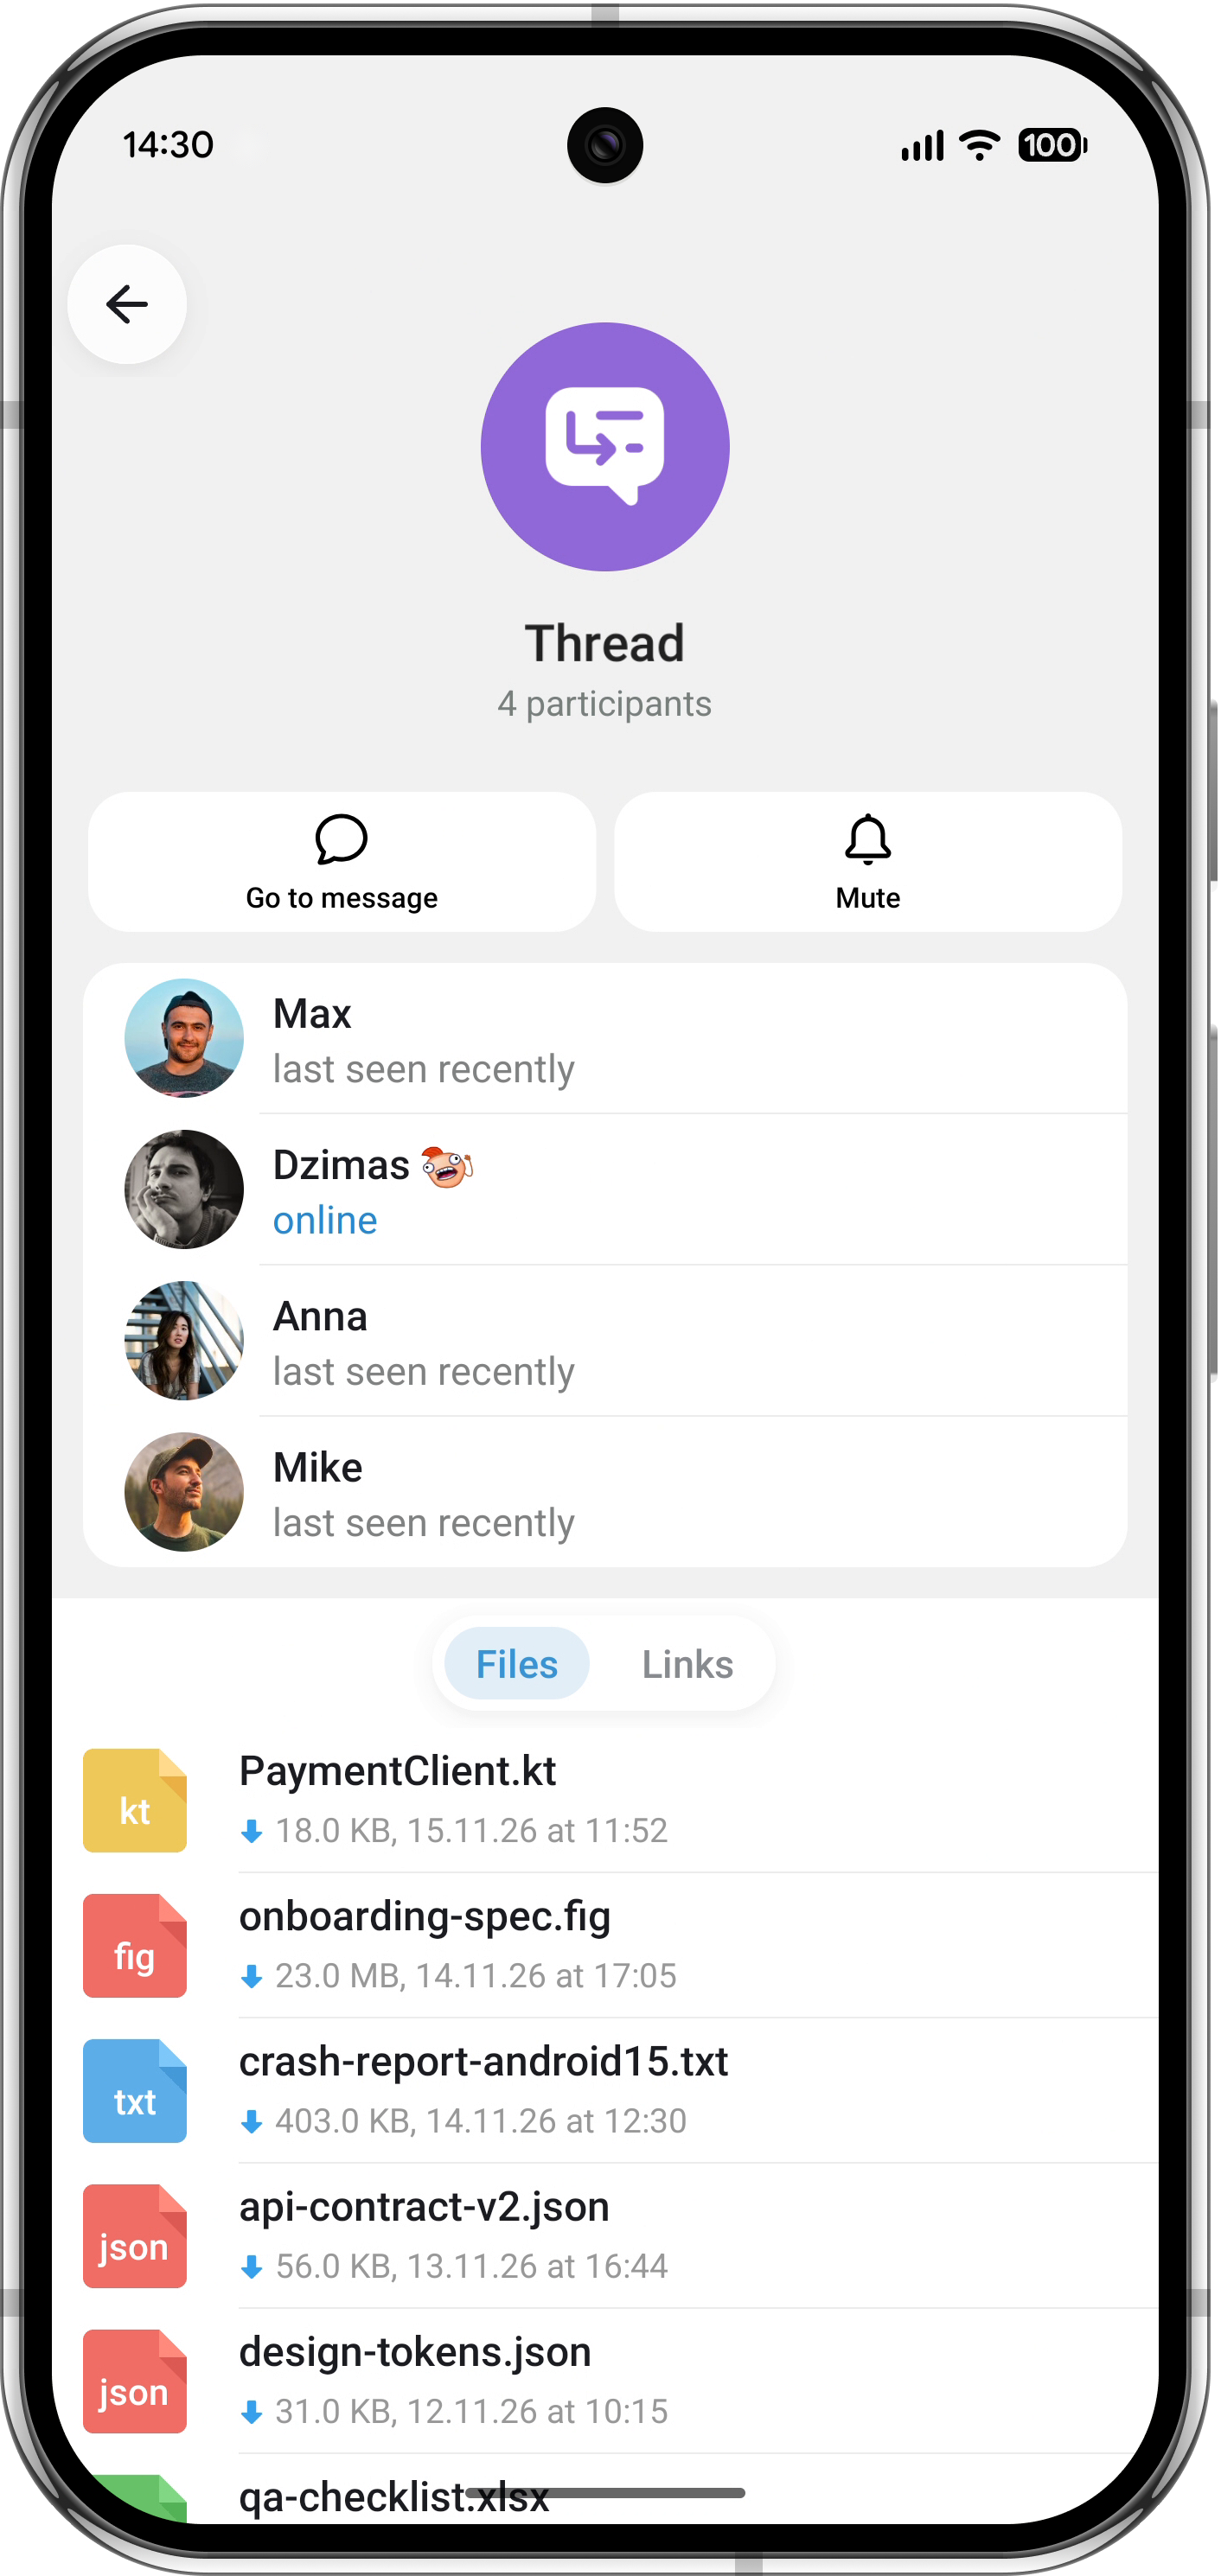 14:30
100
Thread
4 participants
Go to message
Mute
Max
last seen recently
Dzimas
online
Anna
last seen recently
Mike
last seen recently
Files
Links
kt
PaymentClient.kt
18.0 KB, 15.11.26 at 11:52
fig
onboarding-spec.fig
23.0 MB, 14.11.26 at 17:05
txt
crash-report-android15.txt
403.0 KB, 14.11.26 at 12:30
json
api-contract-v2.json
56.0 KB, 13.11.26 at 16:44
json
design-tokens.json
31.0 KB, 12.11.26 at 10:15
qa-checklist.xlsx